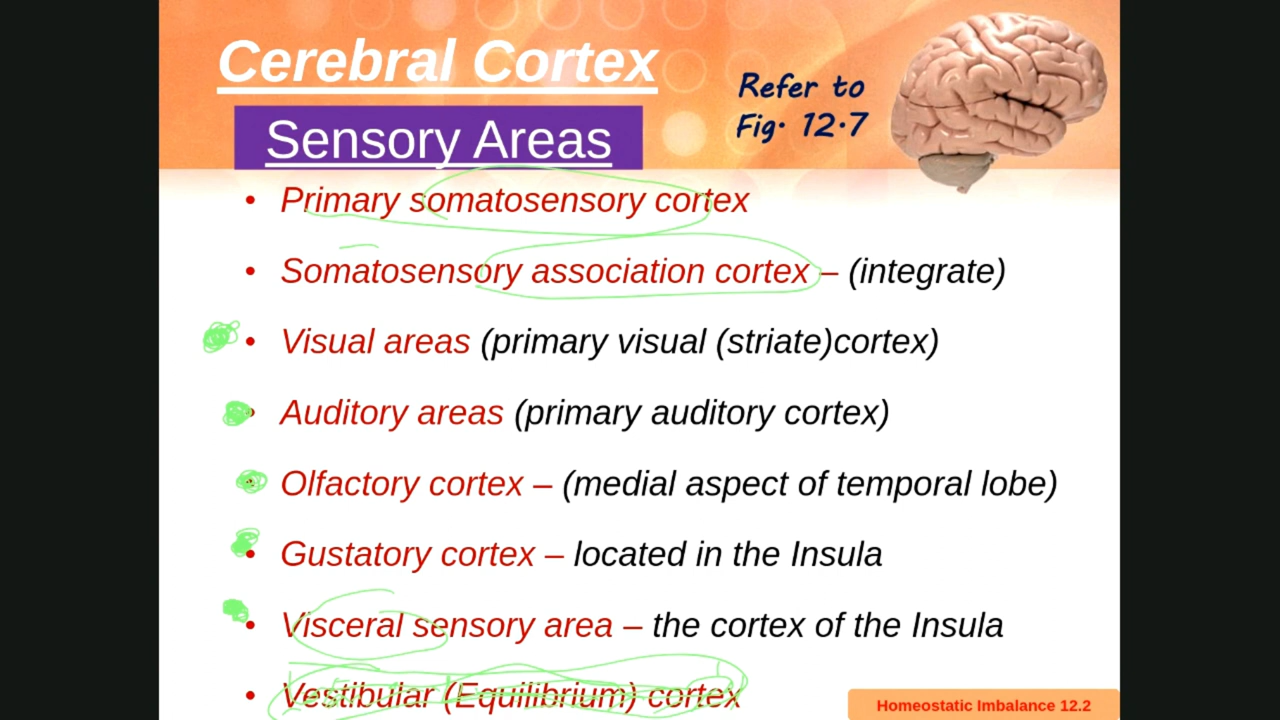 Cerebral Cortex
Refer to
Fig. 12.7
Sensory Areas
• Primary somatosensory cortex
• Somatosensory association cortex – (integrate)
• Visual areas (primary visual (striate)cortex)
• Auditory areas (primary auditory cortex)
• Olfactory cortex – (medial aspect of temporal lobe)
• Gustatory cortex – located in the Insula
• Visceral sensory area – the cortex of the Insula
• Vestibular (Equilibrium) cortex
Homeostatic Imbalance 12.2